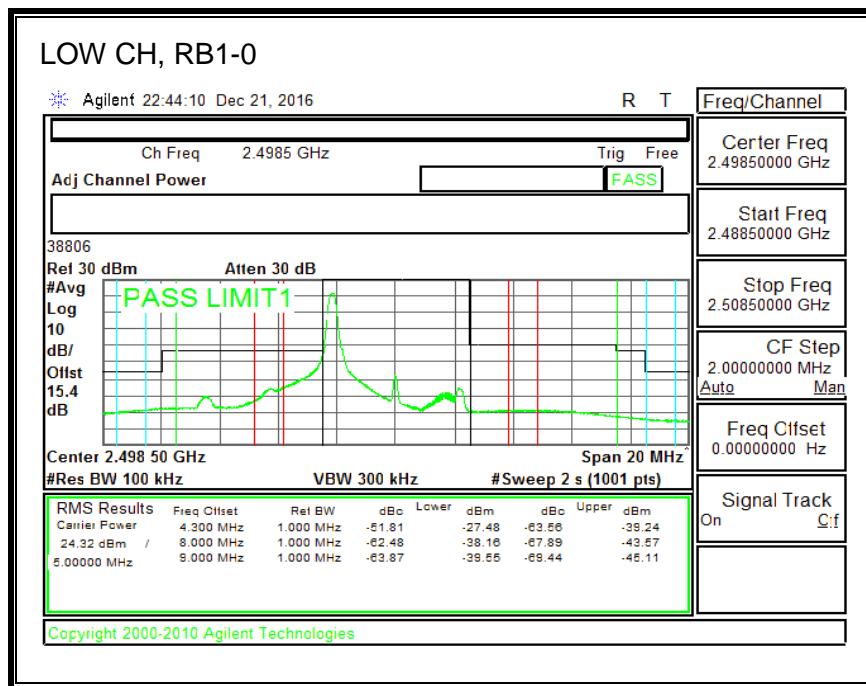 LOW CH, RB1-0
Agilent 22:44:10 Dec 21, 2016 R T
Freq/Channel
Ch Freq 2.4985 GHz Trig Free
Adj Channel Power PASS
Center Freq
2.49850000 GHz
Start Freq
2.48850000 GHz
Stop Freq
2.50850000 GHz
CF Step
2.00000000 MHz
Auto Man
Freq Offset
0.00000000 Hz
Signal Track
On Off
38806
Ref 30 dBm Atten 30 dB
#Avg
Log
10
dB/
Offst
15.4
dB
PASS LIMIT1
Center 2.498 50 GHz Span 20 MHz^
#Res BW 100 kHz VBW 300 kHz #Sweep 2 s (1001 pts)
RMS Results Freq Offset Ref BW dBc Lower dBm dBc Upper dBm
Carrier Power 4.300 MHz 1.000 MHz -51.81 -27.48 -63.56 -39.24
24.32 dBm / 8.000 MHz 1.000 MHz -62.48 -38.16 -67.89 -43.57
5.00000 MHz 9.000 MHz 1.000 MHz -63.87 -39.55 -69.44 -45.11
Copyright 2000-2010 Agilent Technologies